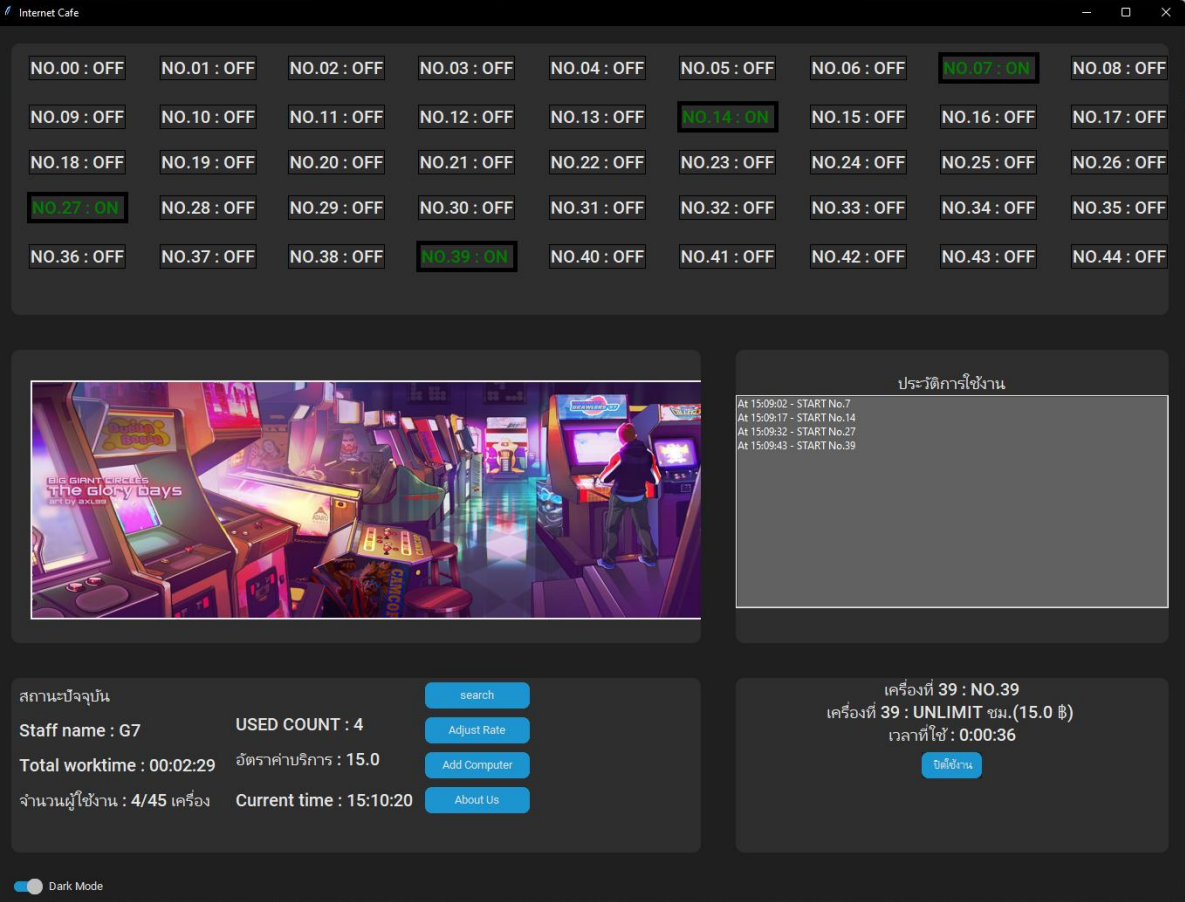 Internet Cafe
NO.00 : OFF NO.01 : OFF NO.02 : OFF NO.03 : OFF NO.04 : OFF NO.05 : OFF NO.06 : OFF NO.07 : ON NO.08 : OFF
NO.09 : OFF NO.10 : OFF NO.11 : OFF NO.12 : OFF NO.13 : OFF NO.14 : ON NO.15 : OFF NO.16 : OFF NO.17 : OFF
NO.18 : OFF NO.19 : OFF NO.20 : OFF NO.21 : OFF NO.22 : OFF NO.23 : OFF NO.24 : OFF NO.25 : OFF NO.26 : OFF
NO.27 : ON NO.28 : OFF NO.29 : OFF NO.30 : OFF NO.31 : OFF NO.32 : OFF NO.33 : OFF NO.34 : OFF NO.35 : OFF
NO.36 : OFF NO.37 : OFF NO.38 : OFF NO.39 : ON NO.40 : OFF NO.41 : OFF NO.42 : OFF NO.43 : OFF NO.44 : OFF
BIG GIANT CIRCLES
The Glory Days
art by axl99
ประวัติการใช้งาน
At 15:09:02 - START No.7
At 15:09:17 - START No.14
At 15:09:32 - START No.27
At 15:09:43 - START No.39
สถานะปัจจุบัน
Staff name : G7
Total worktime : 00:02:29
จำนวนผู้ใช้งาน : 4/45 เครื่อง
USED COUNT : 4
อัตราค่าบริการ : 15.0
Current time : 15:10:20
search
Adjust Rate
Add Computer
About Us
เครื่องที่ 39 : NO.39
เครื่องที่ 39 : UNLIMIT ชม.(15.0 ฿)
เวลาที่ใช้ : 0:00:36
ปิดใช้งาน
Dark Mode